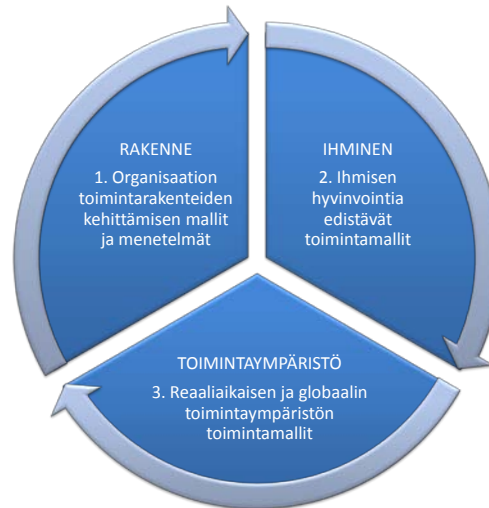 RAKENNE
1. Organisaation
toimintarakenteiden
kehittämisen mallit
ja menetelmät
IHMINEN
2. Ihmisen
hyvinvointia
edistävät
toimintamallit
TOIMINTAYMPÄRISTÖ
3. Reaaliaikaisen ja globaalin
toimintaympäristön
toimintamallit